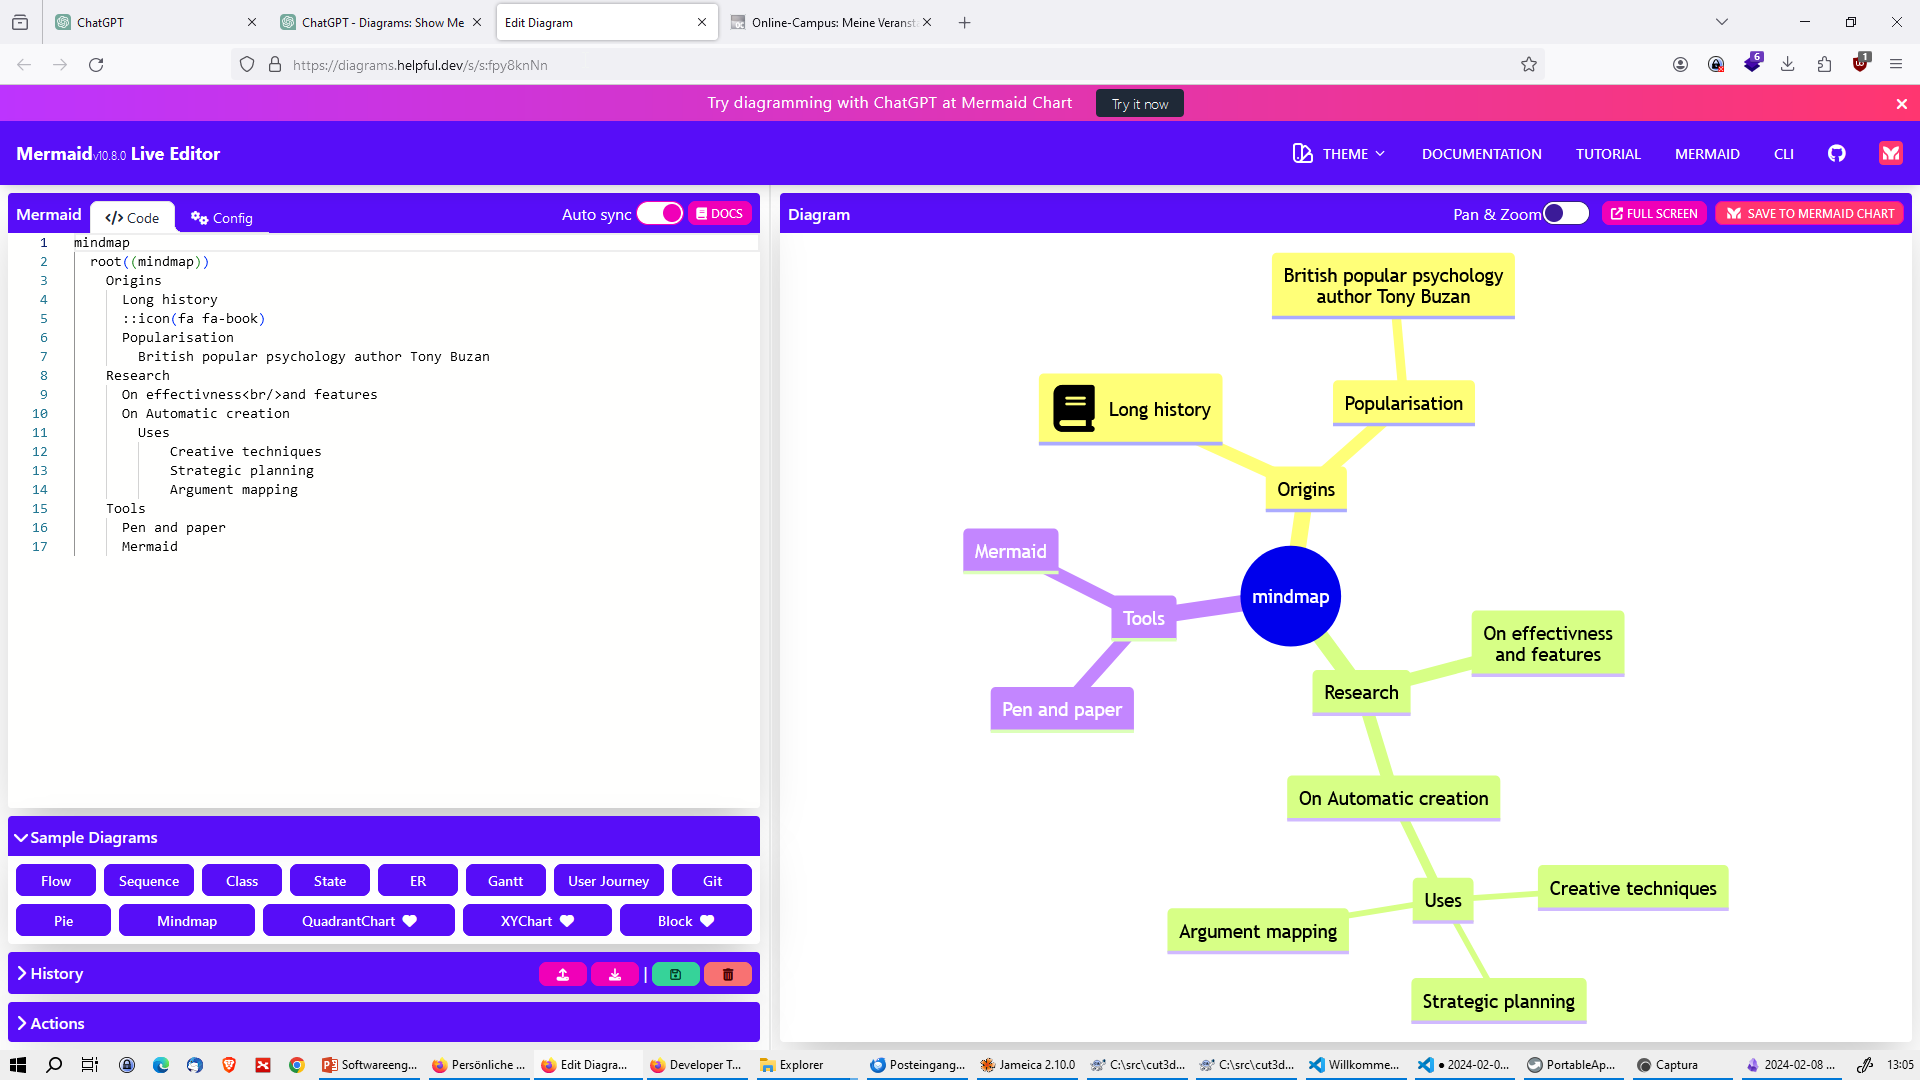 ChatGPT
ChatGPT - Diagrams: Show Me
Edit Diagram
Online-Campus: Meine Veranst
https://diagrams.helpful.dev/s/s:fpy8knNn
6
1
Try diagramming with ChatGPT at Mermaid Chart
Try it now
Mermaid v10.8.0 Live Editor
THEME
DOCUMENTATION
TUTORIAL
MERMAID
CLI
Mermaid
</> Code
Config
Auto sync
DOCS
1 mindmap
2 root((mindmap))
3 Origins
4 Long history
5 ::icon(fa fa-book)
6 Popularisation
7 British popular psychology author Tony Buzan
8 Research
9 On effectivness<br/>and features
10 On Automatic creation
11 Uses
12 Creative techniques
13 Strategic planning
14 Argument mapping
15 Tools
16 Pen and paper
17 Mermaid
Diagram
Pan & Zoom
FULL SCREEN
SAVE TO MERMAID CHART
British popular psychology
author Tony Buzan
Long history
Popularisation
Origins
Mermaid
Tools
mindmap
Pen and paper
On effectivness
and features
Research
On Automatic creation
Uses
Creative techniques
Argument mapping
Strategic planning
Sample Diagrams
Flow
Sequence
Class
State
ER
Gantt
User Journey
Git
Pie
Mindmap
QuadrantChart
XYChart
Block
History
Actions
Softwareeng...
Persönliche ...
Edit Diagra...
Developer T...
Explorer
Posteingang...
Jameica 2.10.0
C:\src\cut3d...
C:\src\cut3d...
Willkomme...
● 2024-02-0...
PortableAp...
Captura
2024-02-08 ...
13:05